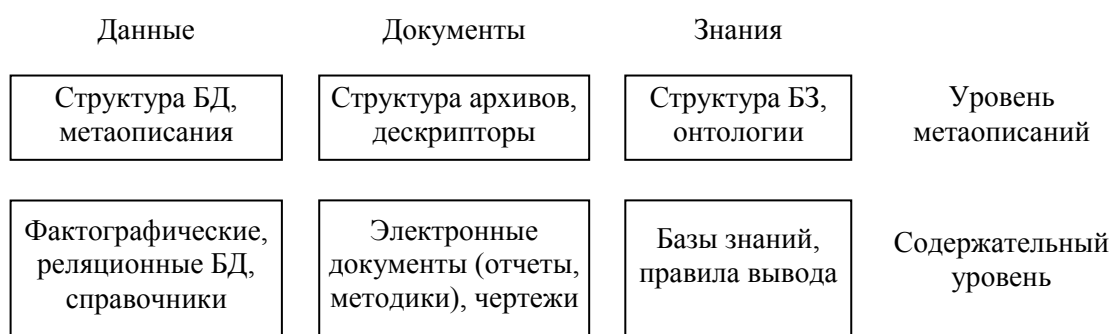 Данные
Документы
Знания
Структура БД,
метаописания
Структура архивов,
дескрипторы
Структура БЗ,
онтологии
Уровень
метаописаний
Фактографические,
реляционные БД,
справочники
Электронные
документы (отчеты,
методики), чертежи
Базы знаний,
правила вывода
Содержательный
уровень